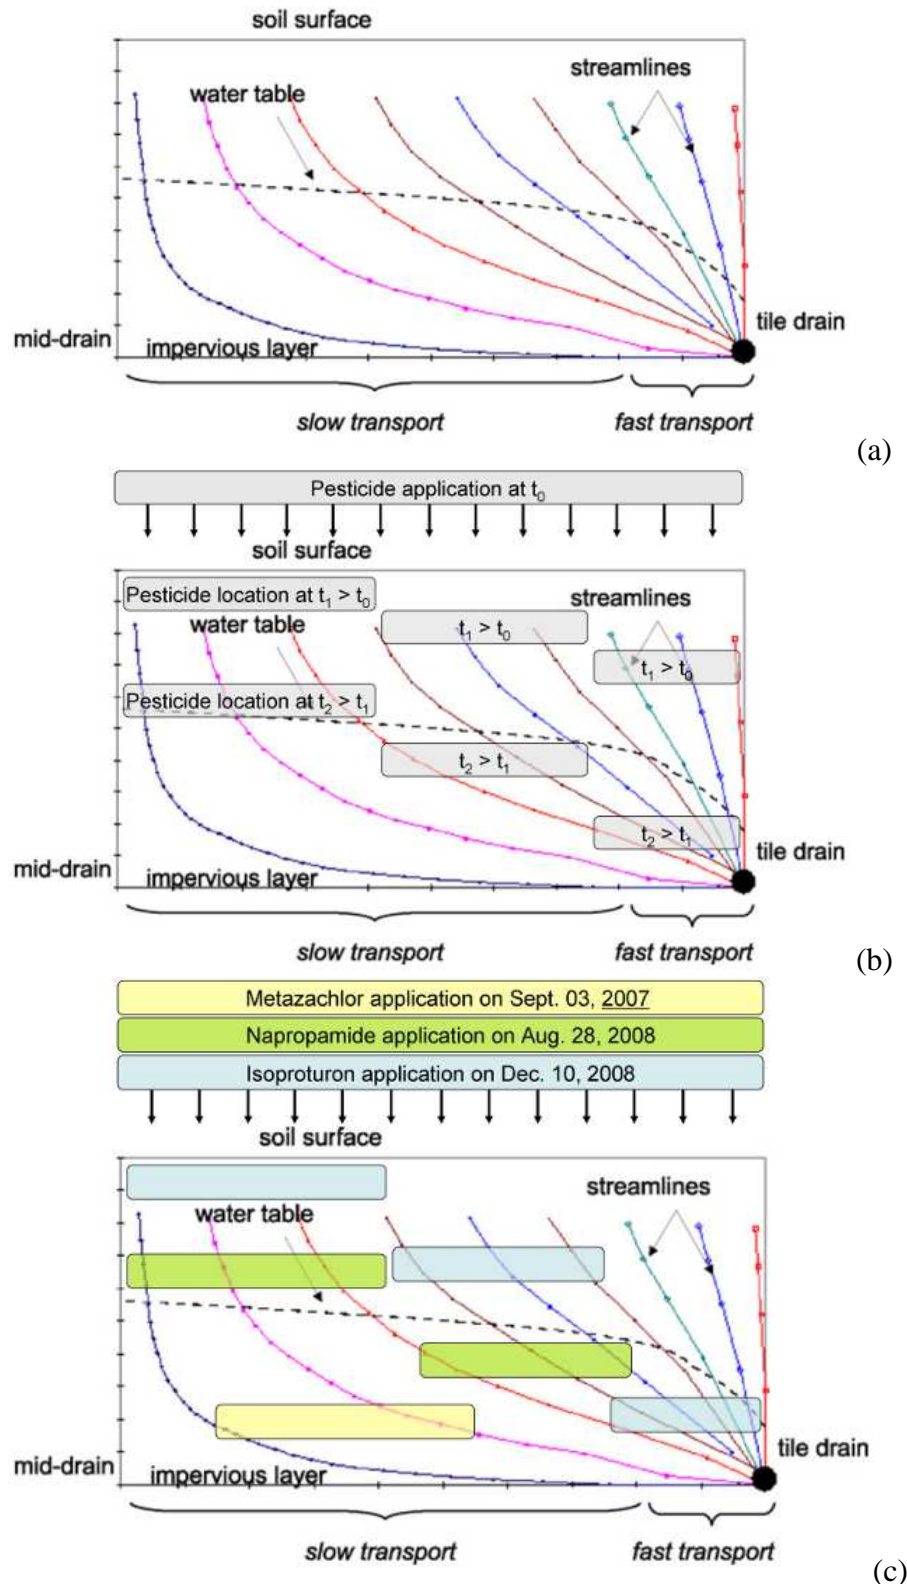 soil surface
water table
streamlines
mid-drain
impervious layer
tile drain
slow transport
fast transport
(a)
Pesticide application at t0
soil surface
Pesticide location at t1 > t0
streamlines
water table
t1 > t0
t1 > t0
Pesticide location at t2 > t1
t2 > t1
t2 > t1
mid-drain
impervious layer
tile drain
slow transport
fast transport
(b)
Metazachlor application on Sept. 03, 2007
Napropamide application on Aug. 28, 2008
Isoproturon application on Dec. 10, 2008
soil surface
streamlines
water table
mid-drain
impervious layer
tile drain
slow transport
fast transport
(c)